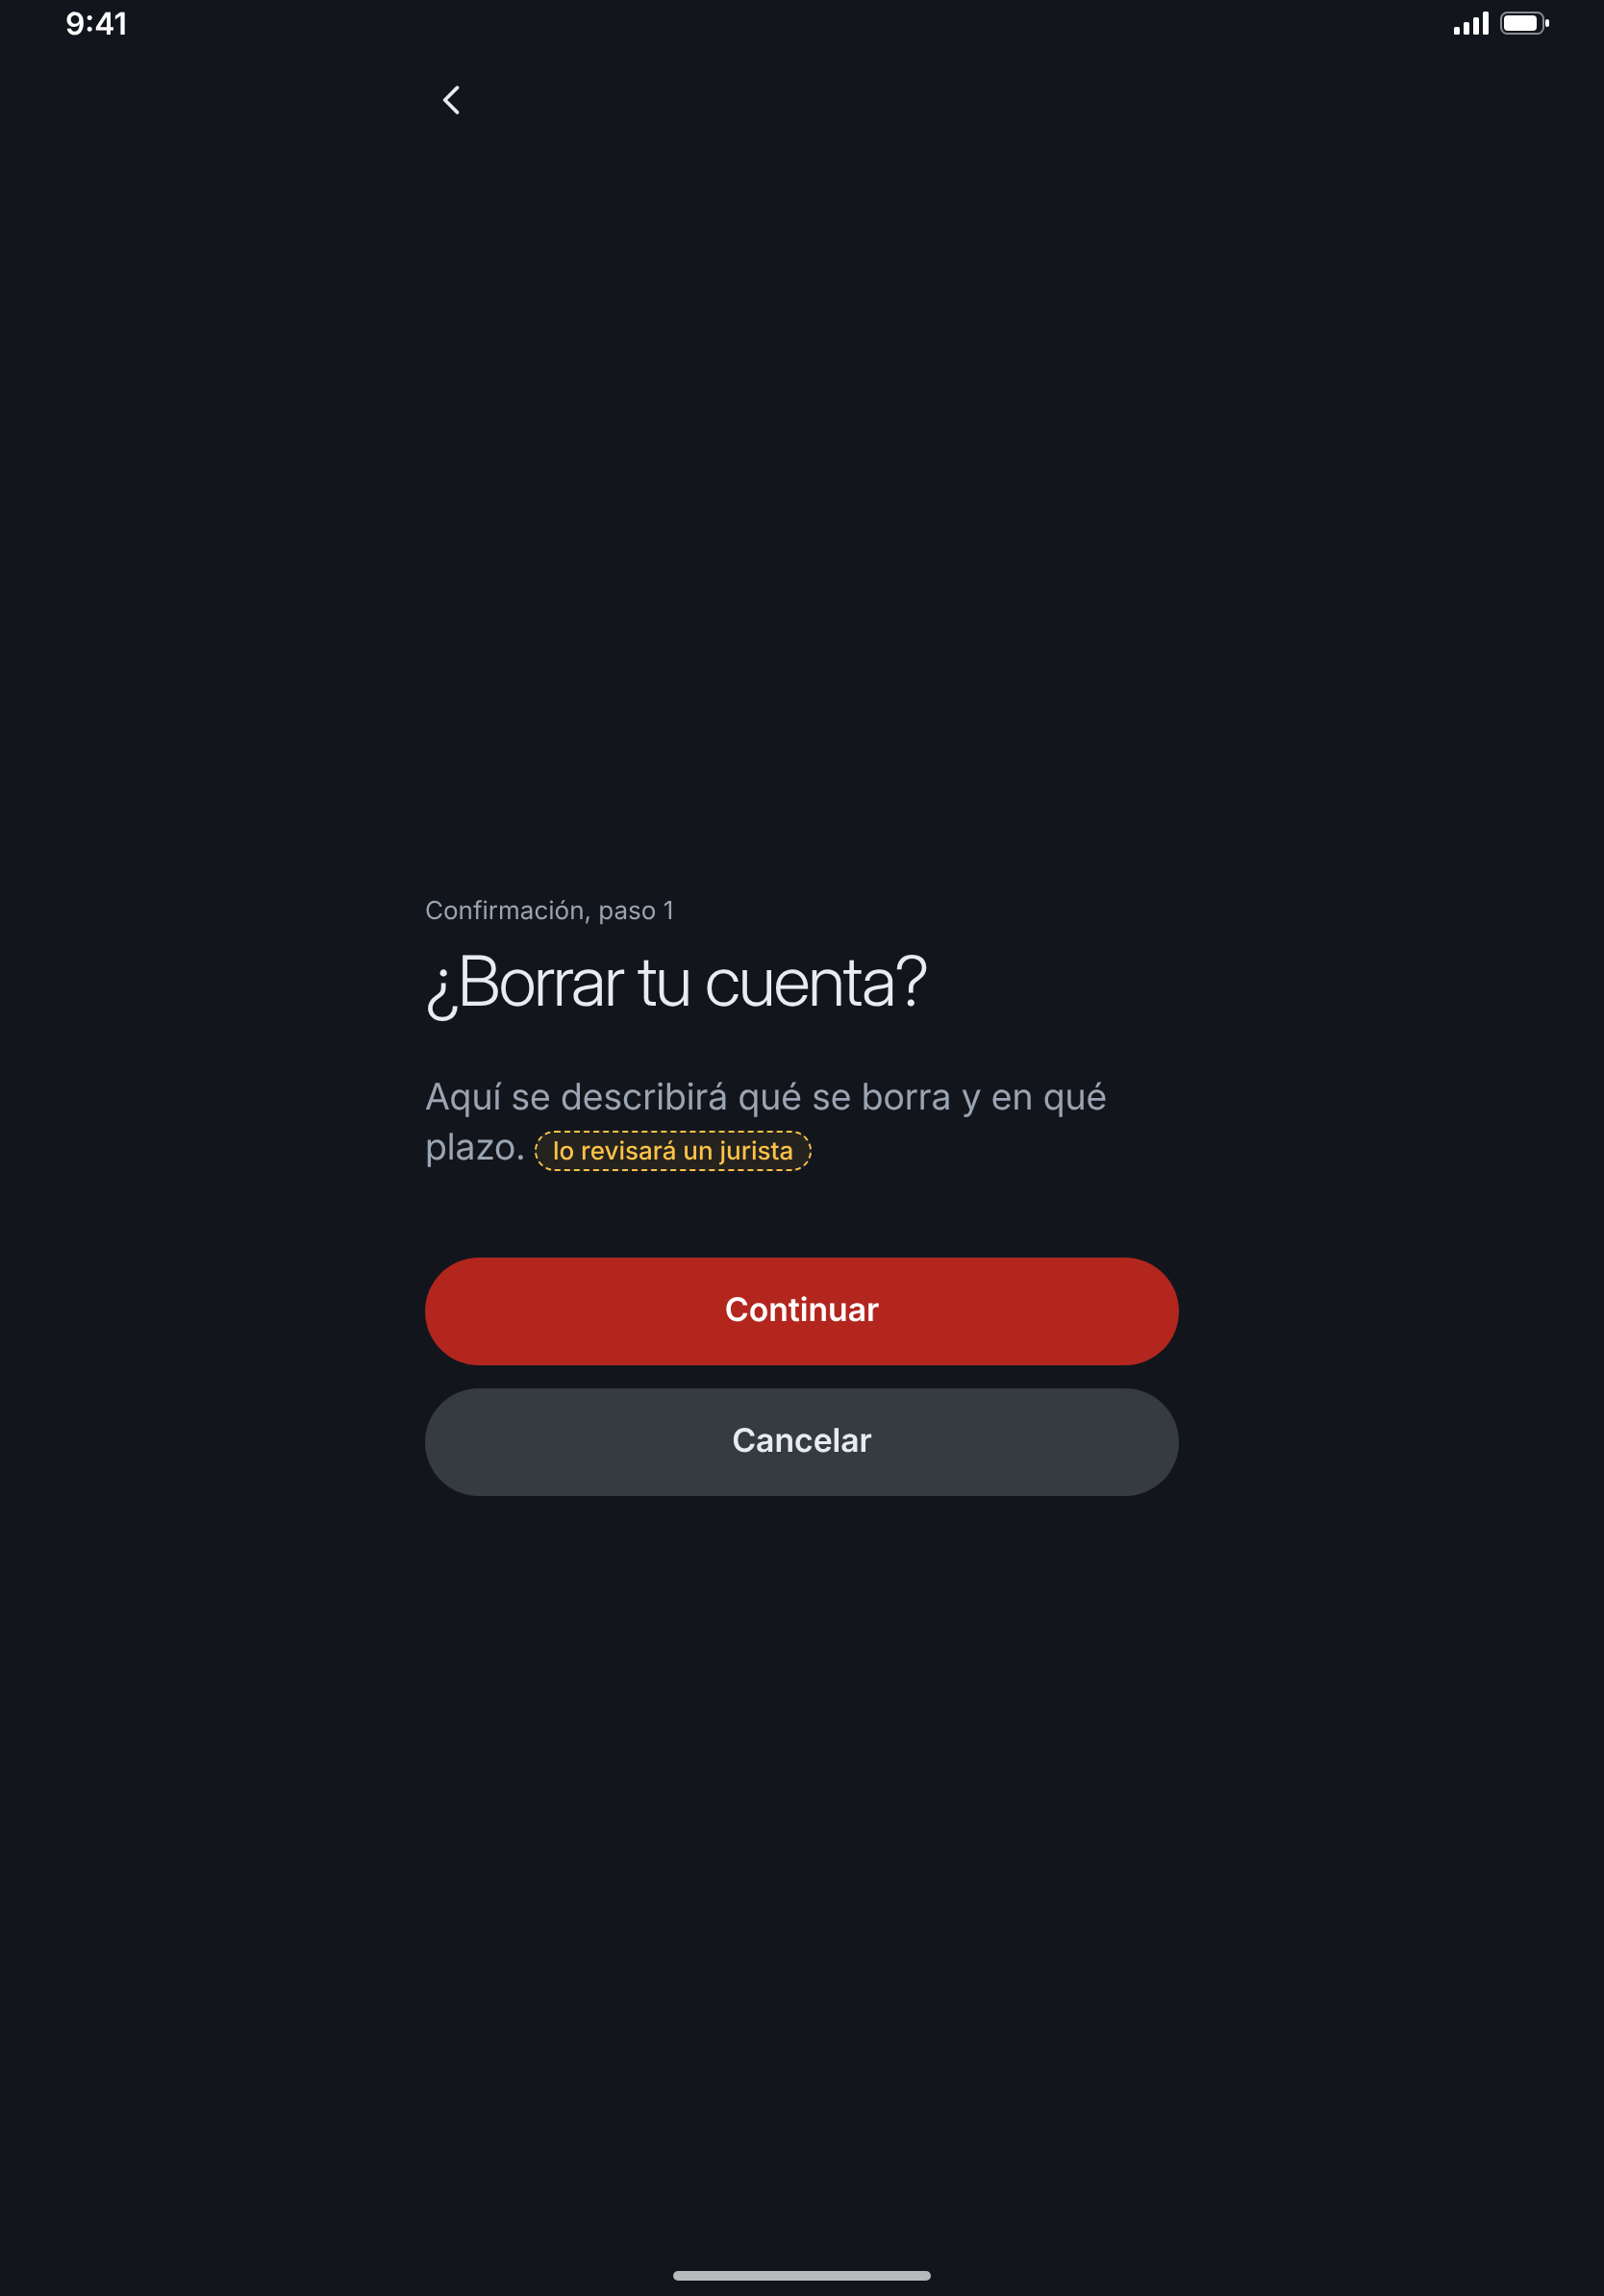 9:41
Confirmación, paso 1
¿Borrar tu cuenta?
Aquí se describirá qué se borra y en qué
plazo. lo revisará un jurista
Continuar
Cancelar